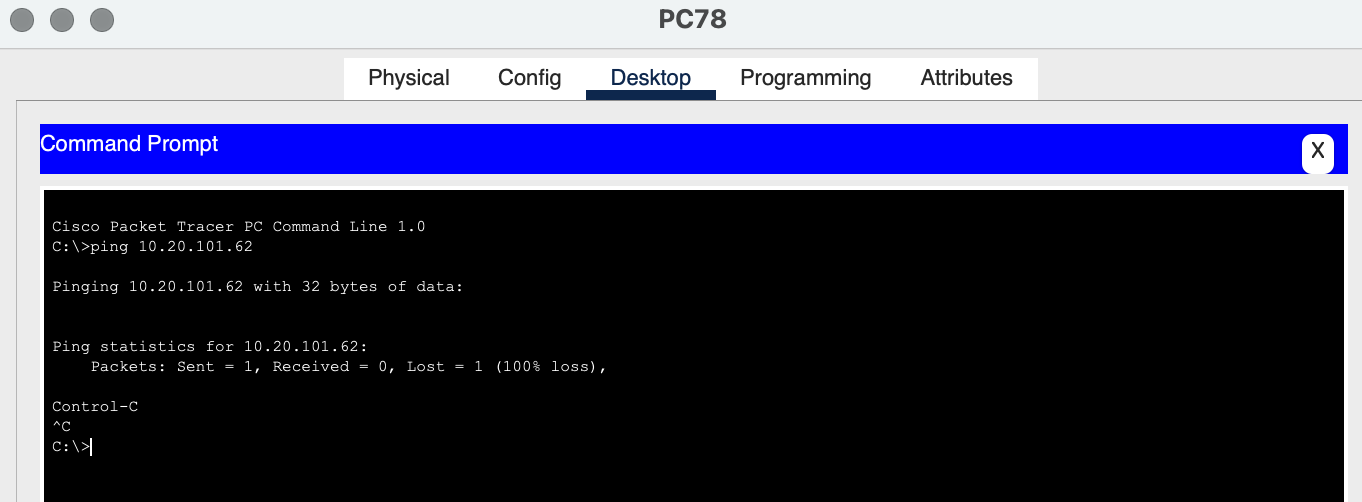 PC78
Physical Config Desktop Programming Attributes
Command Prompt
X
Cisco Packet Tracer PC Command Line 1.0
C:\>ping 10.20.101.62
Pinging 10.20.101.62 with 32 bytes of data:
Ping statistics for 10.20.101.62:
    Packets: Sent = 1, Received = 0, Lost = 1 (100% loss),
Control-C
^C
C:\>